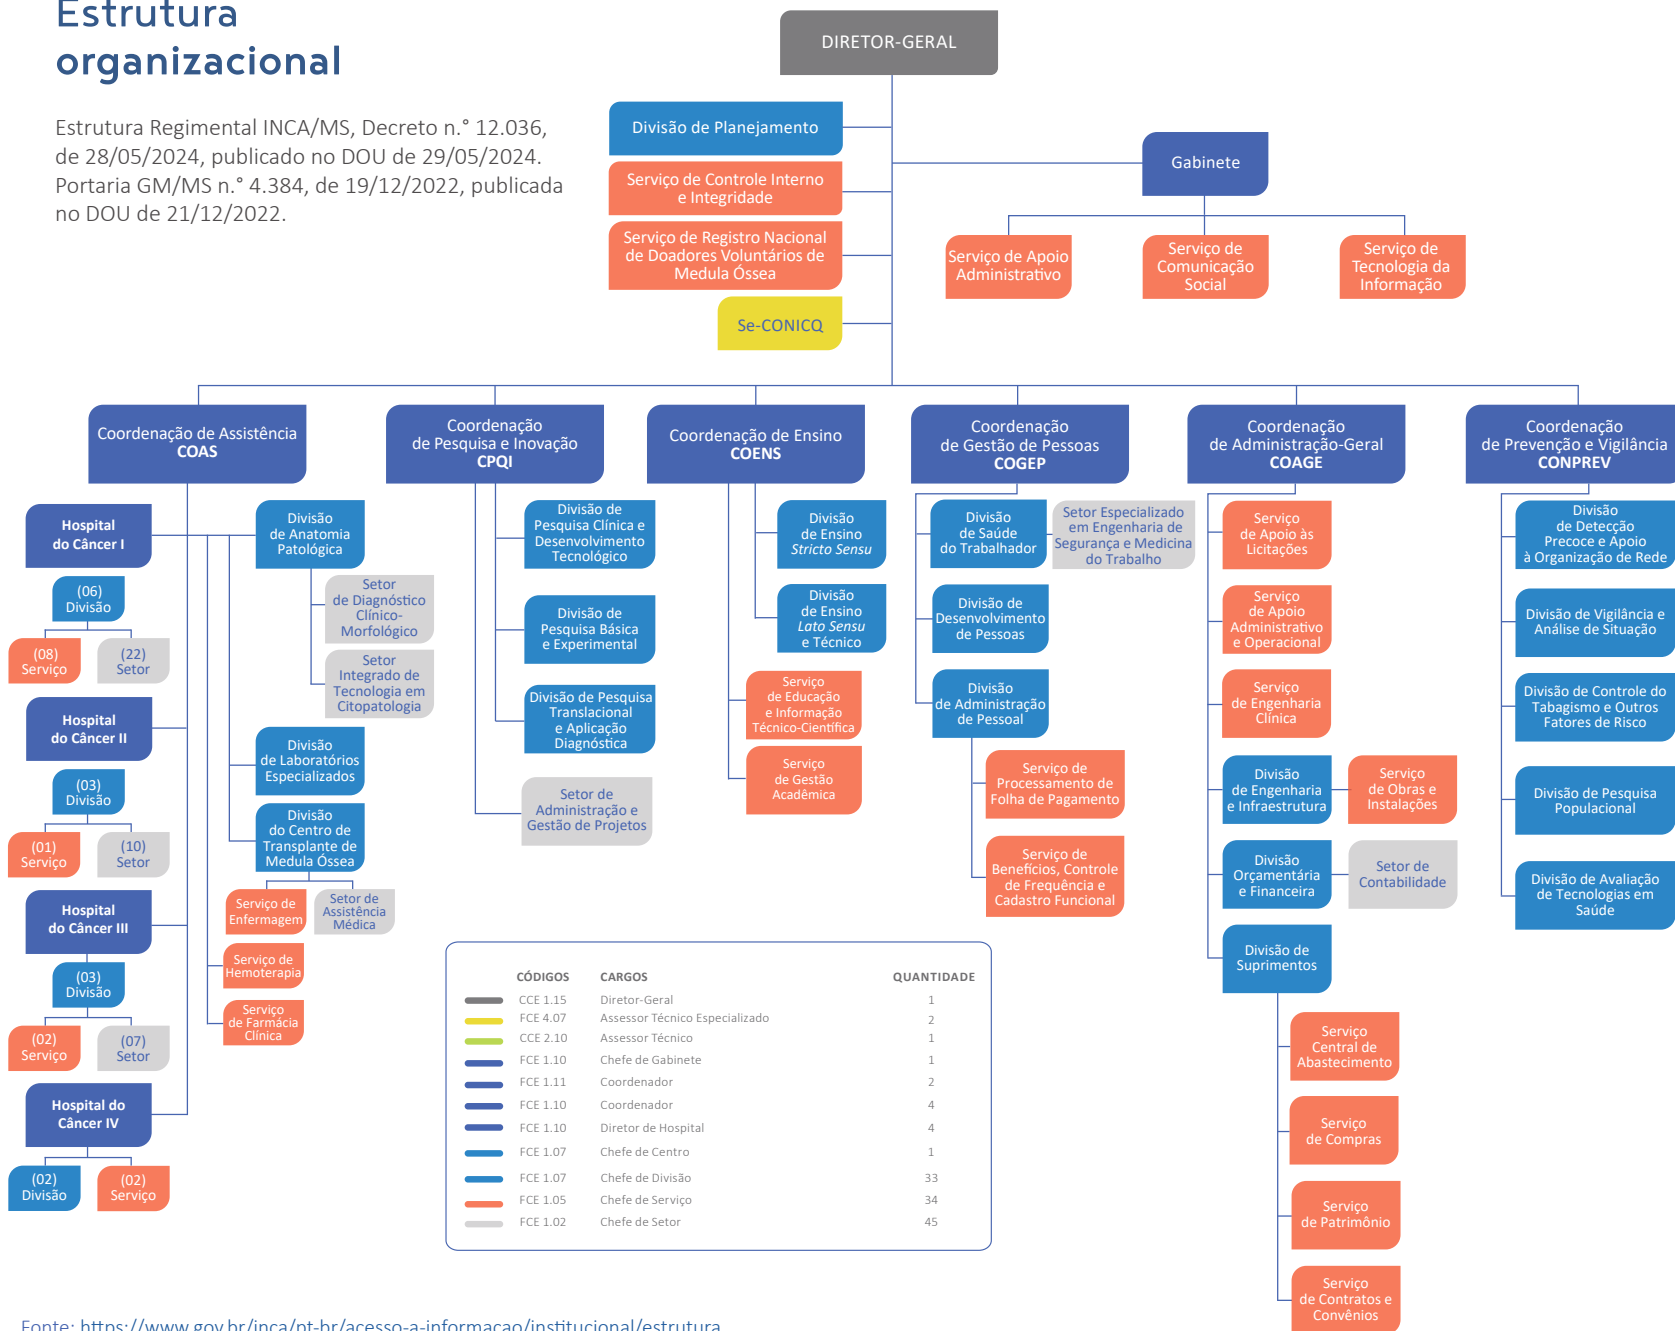 Estrutura
organizacional
Estrutura Regimental INCA/MS, Decreto n.° 12.036,
de 28/05/2024, publicado no DOU de 29/05/2024.
Portaria GM/MS n.° 4.384, de 19/12/2022, publicada
no DOU de 21/12/2022.
DIRETOR-GERAL
Divisão de Planejamento
Serviço de Controle Interno
e Integridade
Serviço de Registro Nacional
de Doadores Voluntários de
Medula Óssea
Se-CONICQ
Gabinete
Serviço de Apoio
Administrativo
Serviço de
Comunicação
Social
Serviço de
Tecnologia da
Informação
Coordenação de Assistência
COAS
Hospital
do Câncer I
(06)
Divisão
(08)
Serviço
(22)
Setor
Hospital
do Câncer II
(03)
Divisão
(01)
Serviço
(10)
Setor
Hospital
do Câncer III
(03)
Divisão
(02)
Serviço
(07)
Setor
Hospital do
Câncer IV
(02)
Divisão
(02)
Serviço
Divisão
de Anatomia
Patológica
Setor
de Diagnóstico
Clínico-
Morfológico
Setor
Integrado de
Tecnologia em
Citopatologia
Divisão
de Laboratórios
Especializados
Divisão
do Centro de
Transplante de
Medula Óssea
Serviço de
Enfermagem
Setor de
Assistência
Médica
Serviço de
Hemoterapia
Serviço
de Farmácia
Clínica
Coordenação
de Pesquisa e Inovação
CPQI
Divisão de
Pesquisa Clínica e
Desenvolvimento
Tecnológico
Divisão de
Pesquisa Básica
e Experimental
Divisão de Pesquisa
Translacional
e Aplicação
Diagnóstica
Setor de
Administração e
Gestão de Projetos
Coordenação de Ensino
COENS
Divisão
de Ensino
Stricto Sensu
Divisão
de Ensino
Lato Sensu
e Técnico
Serviço
de Educação
e Informação
Técnico-Científica
Serviço
de Gestão
Acadêmica
Coordenação
de Gestão de Pessoas
COGEP
Divisão
de Saúde
do Trabalhador
Setor Especializado
em Engenharia de
Segurança e Medicina
do Trabalho
Divisão de
Desenvolvimento
de Pessoas
Divisão
de Administração
de Pessoal
Serviço de
Processamento de
Folha de Pagamento
Serviço de
Benefícios, Controle
de Frequência e
Cadastro Funcional
Coordenação
de Administração-Geral
COAGE
Serviço
de Apoio às
Licitações
Serviço
de Apoio
Administrativo
e Operacional
Serviço
de Engenharia
Clínica
Divisão
de Engenharia
e Infraestrutura
Serviço
de Obras e
Instalações
Divisão
Orçamentária
e Financeira
Setor de
Contabilidade
Divisão de
Suprimentos
Serviço
Central de
Abastecimento
Serviço
de Compras
Serviço
de Patrimônio
Serviço
de Contratos e
Convênios
Coordenação
de Prevenção e Vigilância
CONPREV
Divisão
de Detecção
Precoce e Apoio
à Organização de Rede
Divisão de Vigilância e
Análise de Situação
Divisão de Controle do
Tabagismo e Outros
Fatores de Risco
Divisão de Pesquisa
Populacional
Divisão de Avaliação
de Tecnologias em
Saúde
CÓDIGOS CARGOS QUANTIDADE
CCE 1.15 Diretor-Geral 1
FCE 4.07 Assessor Técnico Especializado 2
CCE 2.10 Assessor Técnico 1
FCE 1.10 Chefe de Gabinete 1
FCE 1.11 Coordenador 2
FCE 1.10 Coordenador 4
FCE 1.10 Diretor de Hospital 4
FCE 1.07 Chefe de Centro 1
FCE 1.07 Chefe de Divisão 33
FCE 1.05 Chefe de Serviço 34
FCE 1.02 Chefe de Setor 45
Fonte: https://www.gov.br/inca/pt-br/acesso-a-informacao/institucional/estrutura